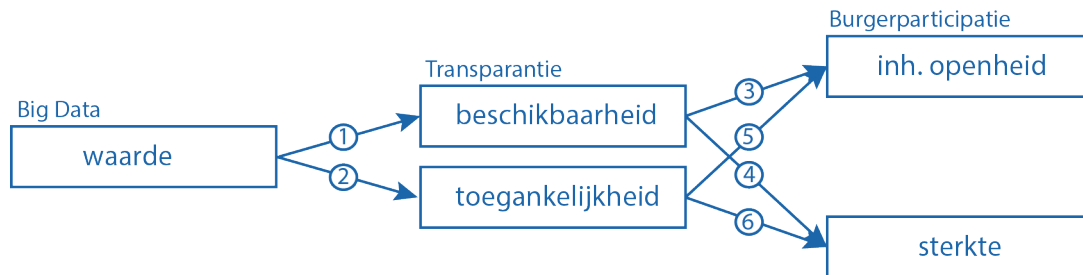 Big Data
waarde
1
2
Transparantie
beschikbaarheid
toegankelijkheid
3
5
4
6
Burgerparticipatie
inh. openheid
sterkte